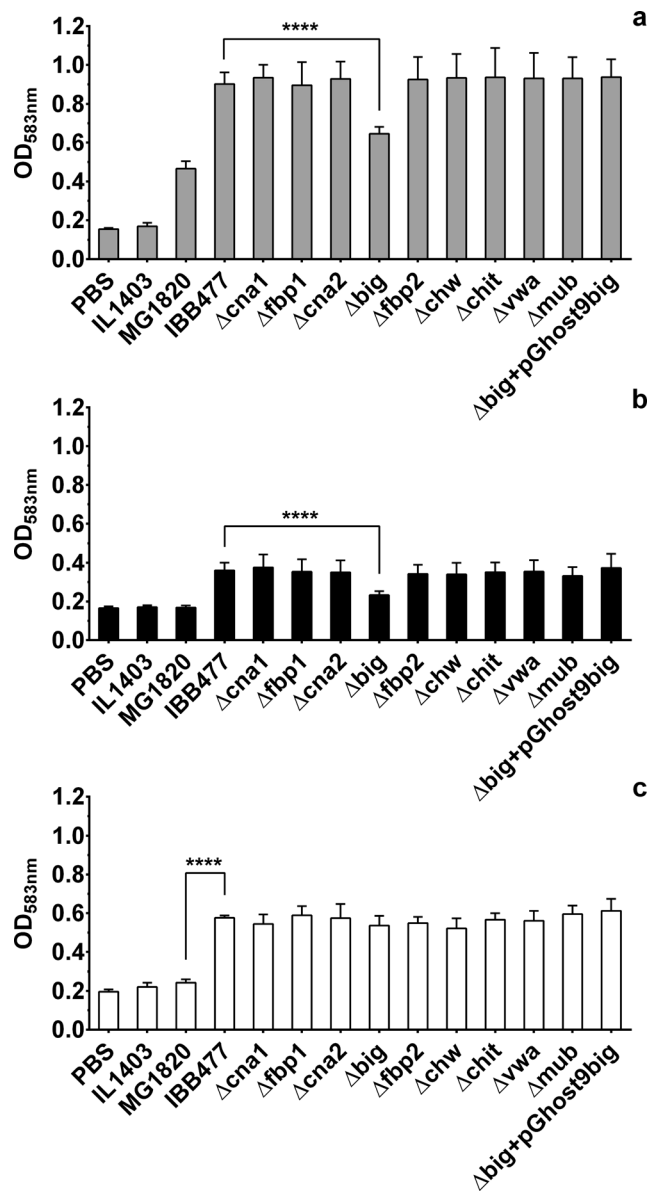 a
****
OD583nm
1.2
1.0
0.8
0.6
0.4
0.2
0.0
PBS
IL1403
MG1820
IBB477
Δcna1
Δfbp1
Δcna2
Δbig
Δfbp2
Δchw
Δchit
Δvwa
Δmub
Δbig+pGhost9big
b
****
OD583nm
1.2
1.0
0.8
0.6
0.4
0.2
0.0
PBS
IL1403
MG1820
IBB477
Δcna1
Δfbp1
Δcna2
Δbig
Δfbp2
Δchw
Δchit
Δvwa
Δmub
Δbig+pGhost9big
c
****
OD583nm
1.2
1.0
0.8
0.6
0.4
0.2
0.0
PBS
IL1403
MG1820
IBB477
Δcna1
Δfbp1
Δcna2
Δbig
Δfbp2
Δchw
Δchit
Δvwa
Δmub
Δbig+pGhost9big